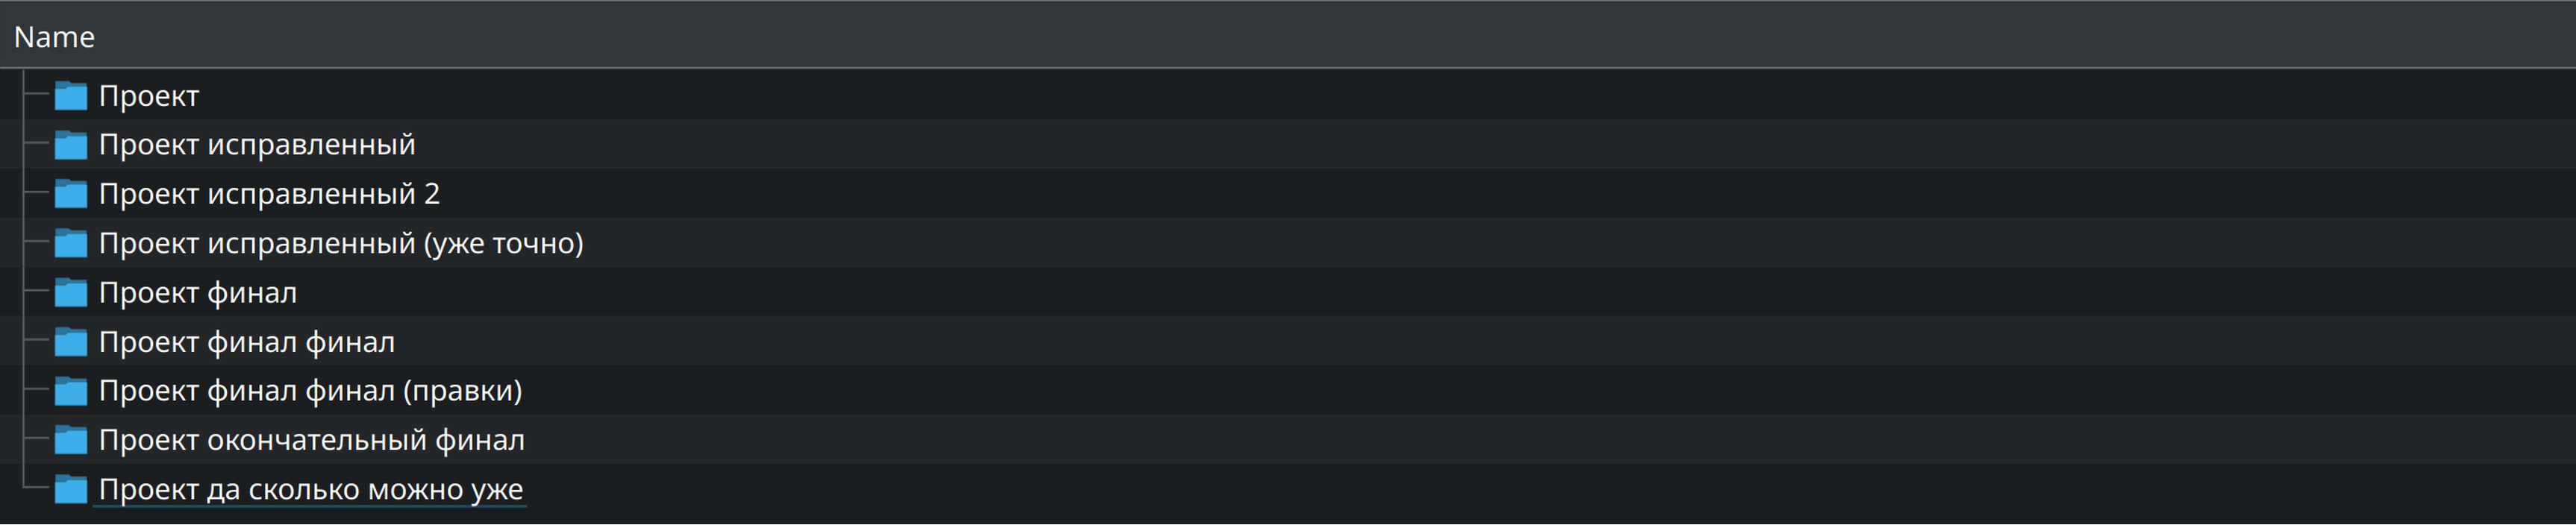 Name
Проект
Проект исправленный
Проект исправленный 2
Проект исправленный (уже точно)
Проект финал
Проект финал финал
Проект финал финал (правки)
Проект окончательный финал
Проект да сколько можно уже